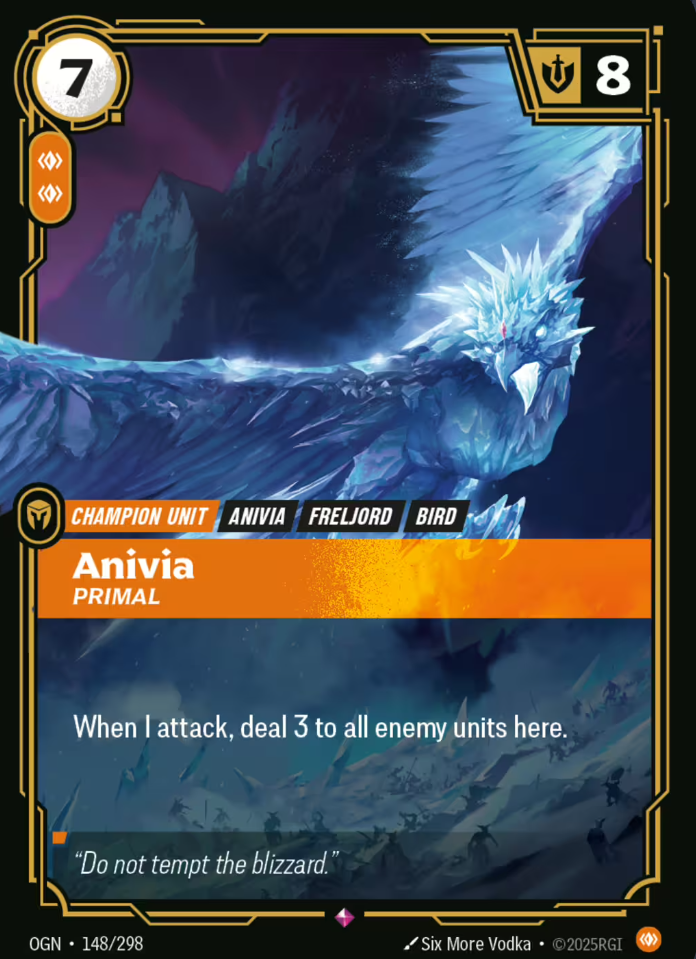 7
8
CHAMPION UNIT ANIVIA FRELJORD BIRD
Anivia
PRIMAL
When I attack, deal 3 to all enemy units here.
“Do not tempt the blizzard.”
OGN • 148/298 Six More Vodka • ©2025RGI